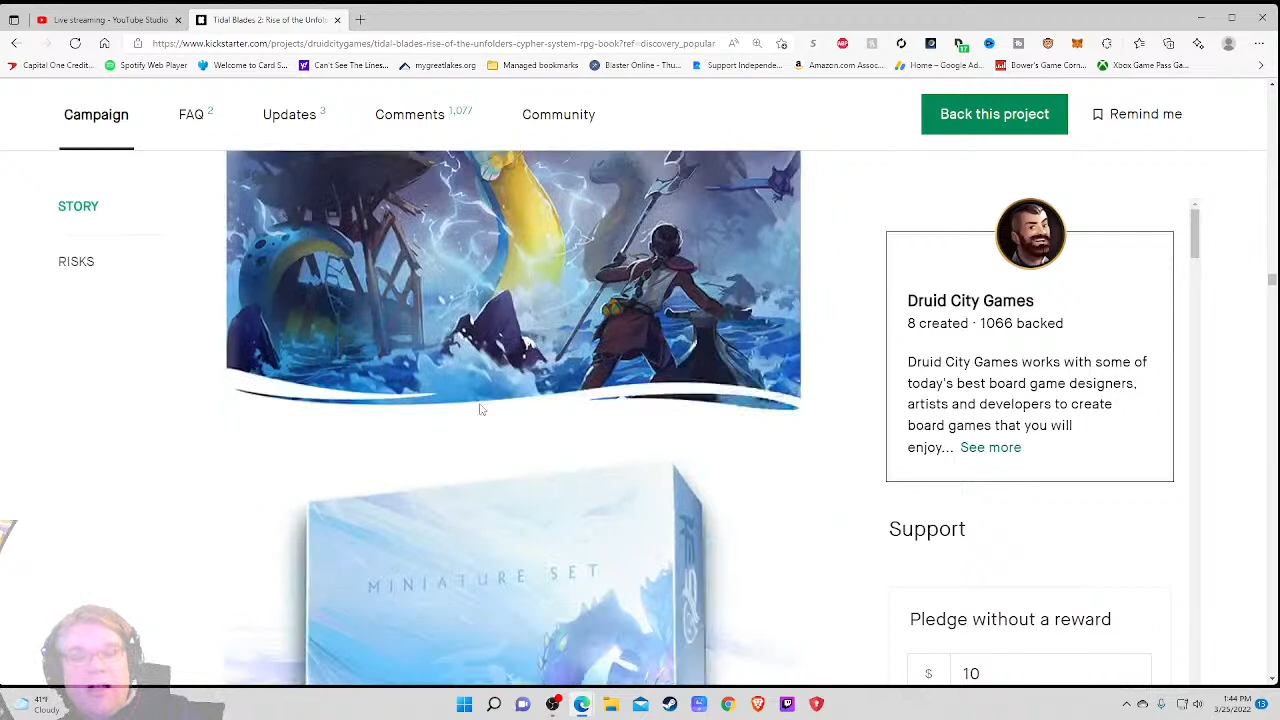 Live streaming - YouTube Studio
Tidal Blades 2: Rise of the Unfol
https://www.kickstarter.com/projects/druidcitygames/tidal-blades-rise-of-the-unfolders-cypher-system-rpg-book?ref=discovery_popular
Capital One Credit... Spotify Web Player Welcome to Card S... Can't See The Lines... mygreatlakes.org Managed bookmarks Blaster Online - Thu... Support Independe... Amazon.com Assoc... Home – Google Ad... Bower's Game Corn... Xbox Game Pass Ga...
Campaign FAQ 2 Updates 3 Comments 1,077 Community Back this project Remind me
STORY
RISKS
MINIATURE SET
Druid City Games
8 created · 1066 backed
Druid City Games works with some of
today's best board game designers,
artists and developers to create
board games that you will
enjoy... See more
Support
Pledge without a reward
$ 10
41°F
Cloudy
1:44 PM
3/25/2022